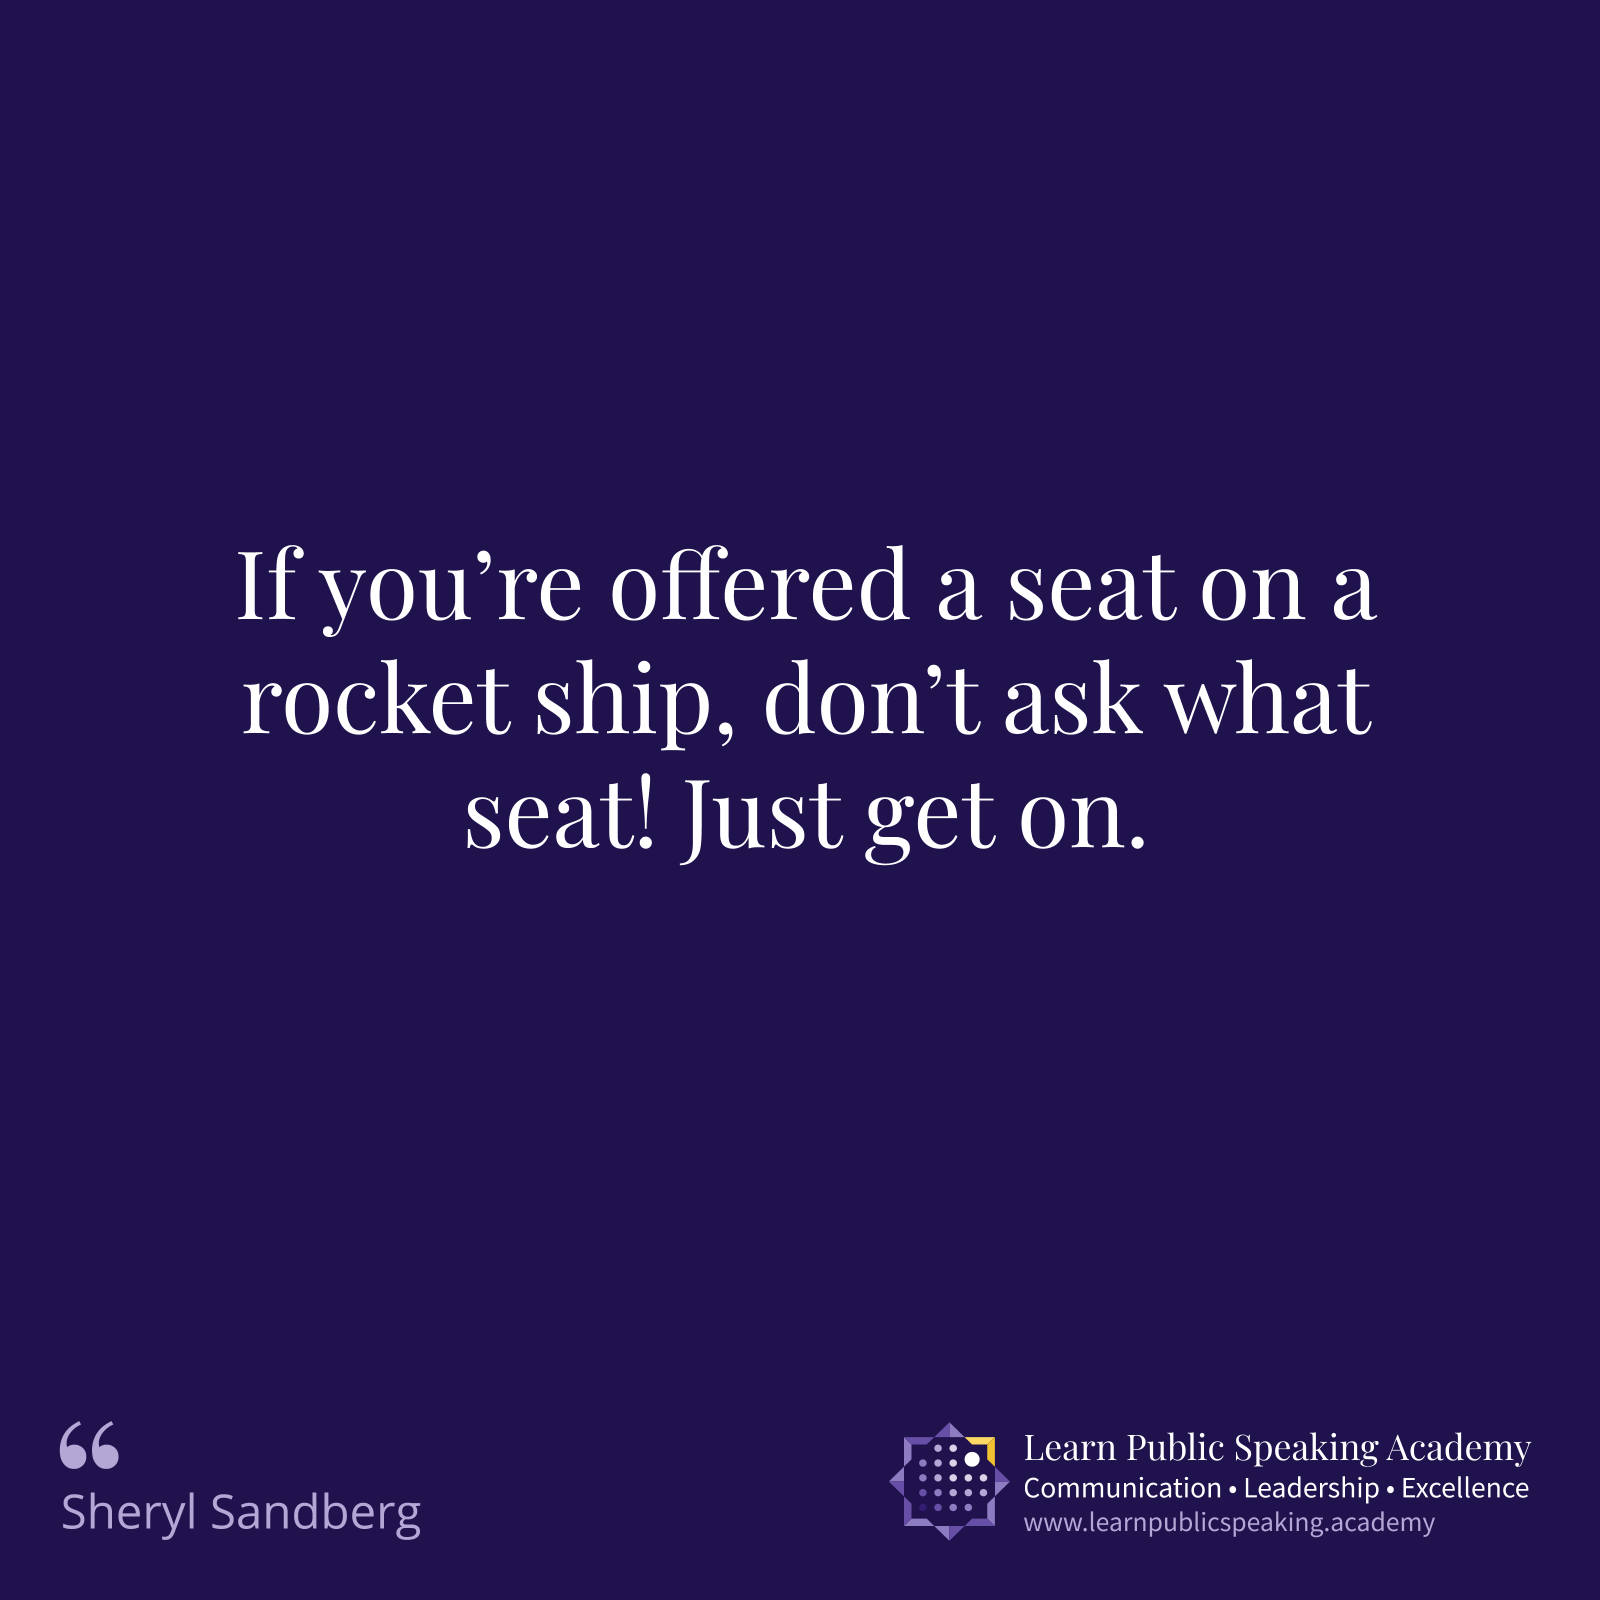 If you’re offered a seat on a
rocket ship, don’t ask what
seat! Just get on.
“
Sheryl Sandberg
Learn Public Speaking Academy
Communication • Leadership • Excellence
www.learnpublicspeaking.academy